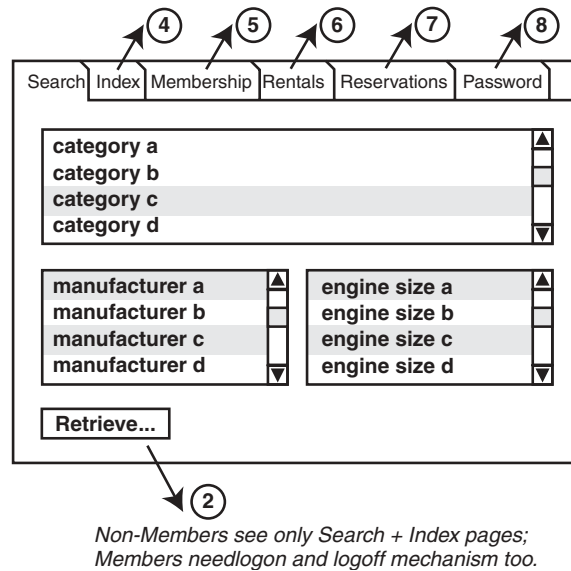 4 5 6 7 8
Search Index Membership Rentals Reservations Password
category a
category b
category c
category d
manufacturer a engine size a
manufacturer b engine size b
manufacturer c engine size c
manufacturer d engine size d
Retrieve...
2
Non-Members see only Search + Index pages;
Members needlogon and logoff mechanism too.